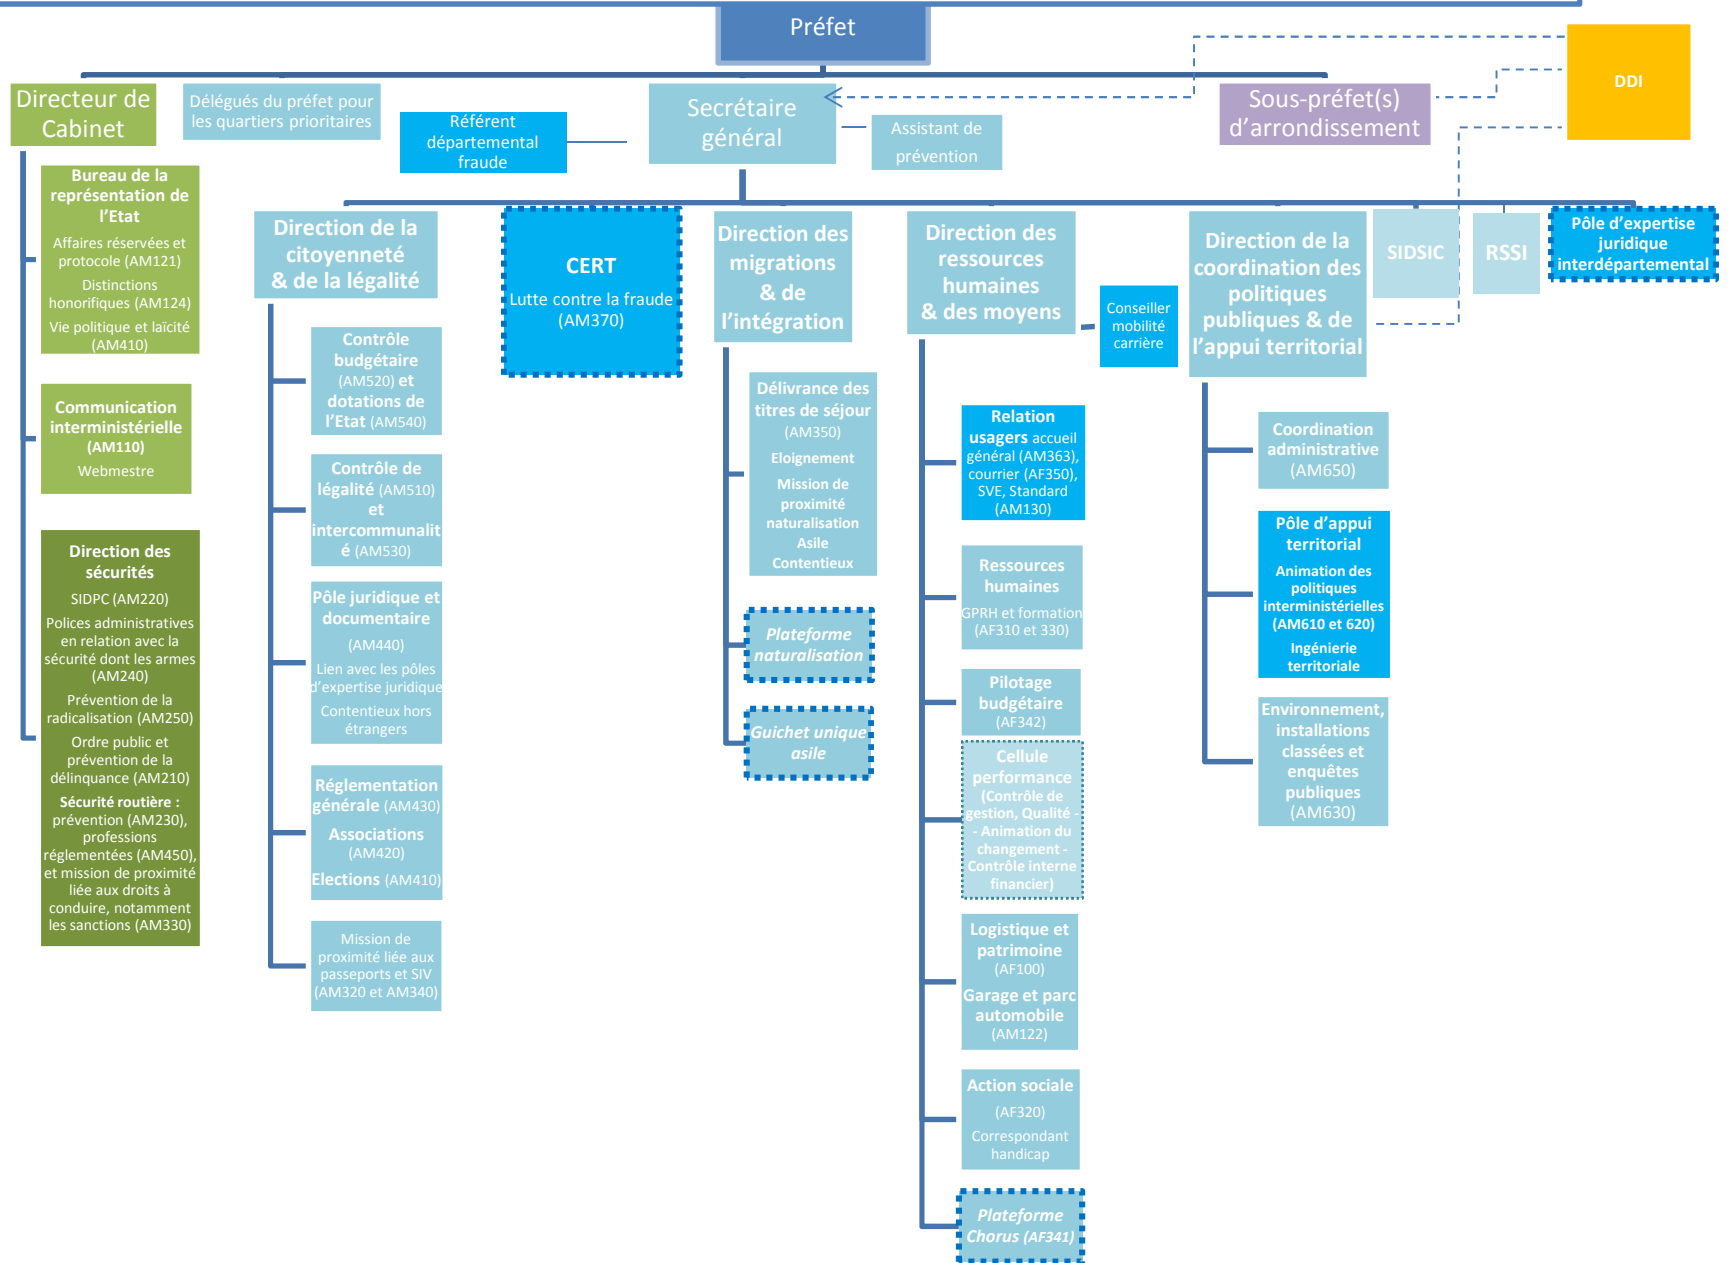 Préfet
DDI
Directeur de
Cabinet
Délégués du préfet pour
les quartiers prioritaires
Référent
départemental
fraude
Secrétaire
général
Assistant de
prévention
Sous-préfet(s)
d’arrondissement
Bureau de la
représentation de
l’Etat
Affaires réservées et
protocole (AM121)
Distinctions
honorifiques (AM124)
Vie politique et laïcité
(AM410)
Communication
interministérielle
(AM110)
Webmestre
Direction des
sécurités
SIDPC (AM220)
Polices administratives
en relation avec la
sécurité dont les armes
(AM240)
Prévention de la
radicalisation (AM250)
Ordre public et
prévention de la
délinquance (AM210)
Sécurité routière :
prévention (AM230),
professions
réglementées (AM450),
et mission de proximité
liée aux droits à
conduire, notamment
les sanctions (AM330)
Direction de la
citoyenneté
& de la légalité
Contrôle
budgétaire
(AM520) et
dotations de
l’Etat (AM540)
Contrôle de
légalité (AM510)
et
intercommunalit
é (AM530)
Pôle juridique et
documentaire
(AM440)
Lien avec les pôles
d’expertise juridique
Contentieux hors
étrangers
Réglementation
générale (AM430)
Associations
(AM420)
Elections (AM410)
Mission de
proximité liée aux
passeports et SIV
(AM320 et AM340)
CERT
Lutte contre la fraude
(AM370)
Direction des
migrations
& de
l’intégration
Délivrance des
titres de séjour
(AM350)
Eloignement
Mission de
proximité
naturalisation
Asile
Contentieux
Plateforme
naturalisation
Guichet unique
asile
Direction des
ressources
humaines
& des moyens
Conseiller
mobilité
carrière
Relation
usagers accueil
général (AM363),
courrier (AF350),
SVE, Standard
(AM130)
Ressources
humaines
GPRH et formation
(AF310 et 330)
Pilotage
budgétaire
(AF342)
Cellule
performance
(Contrôle de
gestion, Qualité -
- Animation du
changement -
Contrôle interne
financier)
Logistique et
patrimoine
(AF100)
Garage et parc
automobile
(AM122)
Action sociale
(AF320)
Correspondant
handicap
Plateforme
Chorus (AF341)
Direction de la
coordination des
politiques
publiques & de
l’appui territorial
Coordination
administrative
(AM650)
Pôle d’appui
territorial
Animation des
politiques
interministérielles
(AM610 et 620)
Ingénierie
territoriale
Environnement,
installations
classées et
enquêtes
publiques
(AM630)
SIDSIC
RSSI
Pôle d’expertise
juridique
interdépartemental